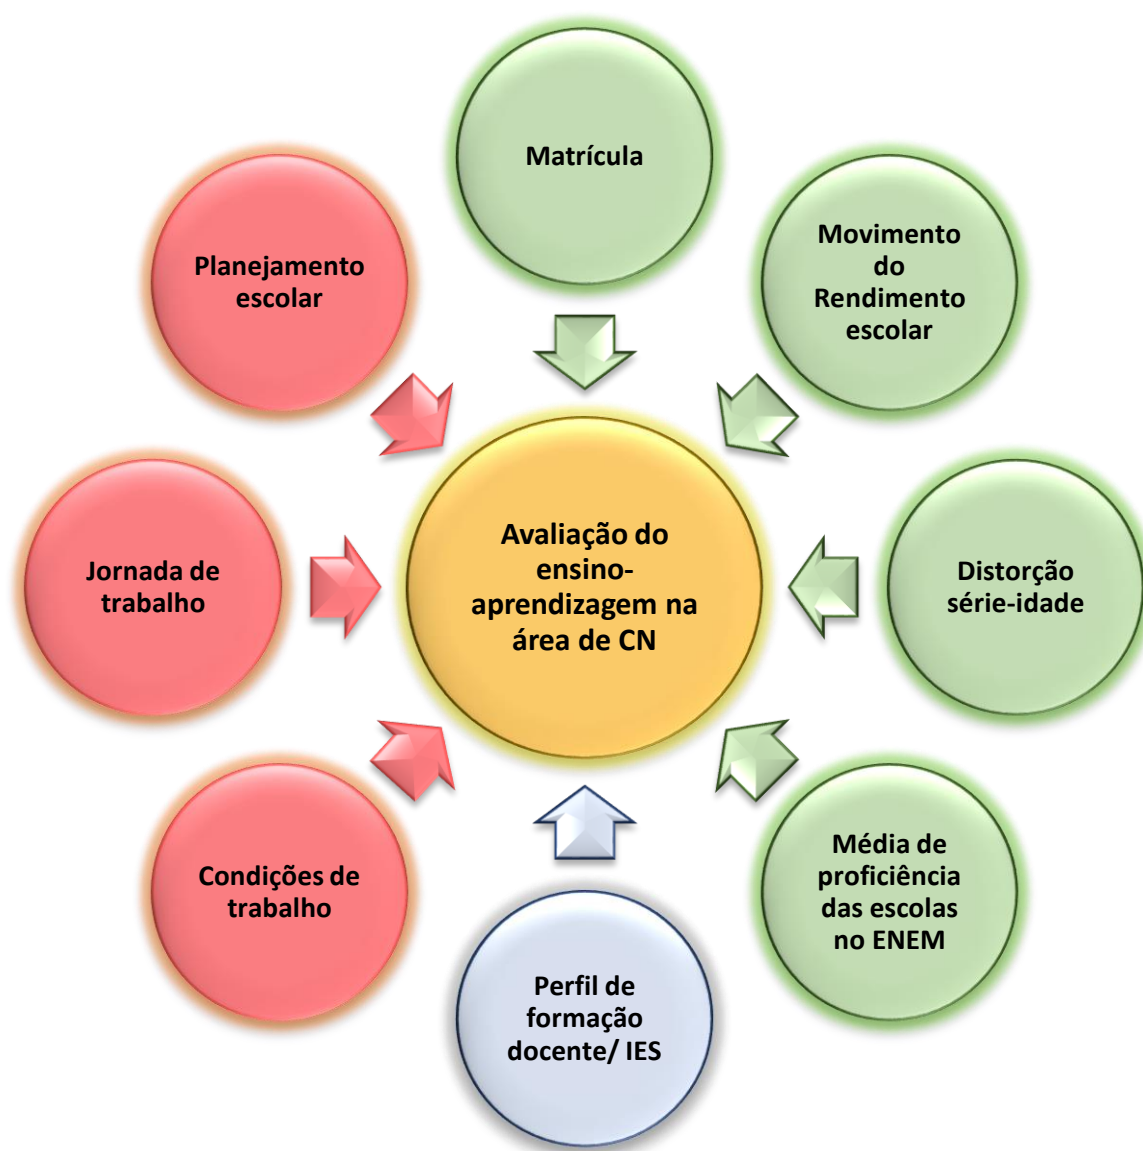 Matrícula
Movimento
do
Rendimento
escolar
Planejamento
escolar
Avaliação do
ensino-
aprendizagem na
área de CN
Jornada de
trabalho
Distorção
série-idade
Condições de
trabalho
Média de
proficiência
das escolas
no ENEM
Perfil de
formação
docente/ IES